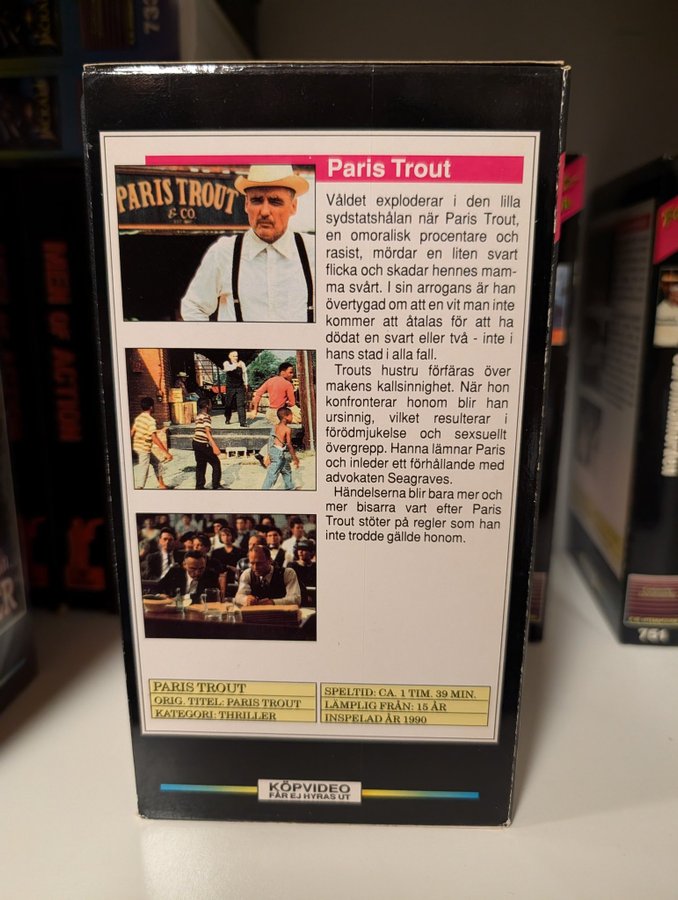 Paris Trout
PARIS TROUT
& CO.
Våldet exploderar i den lilla
sydstatshålan när Paris Trout,
en omoralisk procentare och
rasist, mördar en liten svart
flicka och skadar hennes mam-
ma svårt. I sin arrogans är han
övertygad om att en vit man inte
kommer att åtalas för att ha
dödat en svart eller två - inte i
hans stad i alla fall.
Trouts hustru förfäras över
makens kallsinnighet. När hon
konfronterar honom blir han
ursinnig, vilket resulterar i
förödmjukelse och sexuellt
övergrepp. Hanna lämnar Paris
och inleder ett förhållande med
advokaten Seagraves.
Händelserna blir bara mer och
mer bisarra vart efter Paris
Trout stöter på regler som han
inte trodde gällde honom.
PARIS TROUT
ORIG. TITEL: PARIS TROUT
KATEGORI: THRILLER
SPELTID: CA. 1 TIM. 39 MIN.
LÄMPLIG FRÅN: 15 ÅR
INSPELAD ÅR 1990
KÖPVIDEO
FÅR EJ HYRAS UT
MEN OF ACTION
733
764